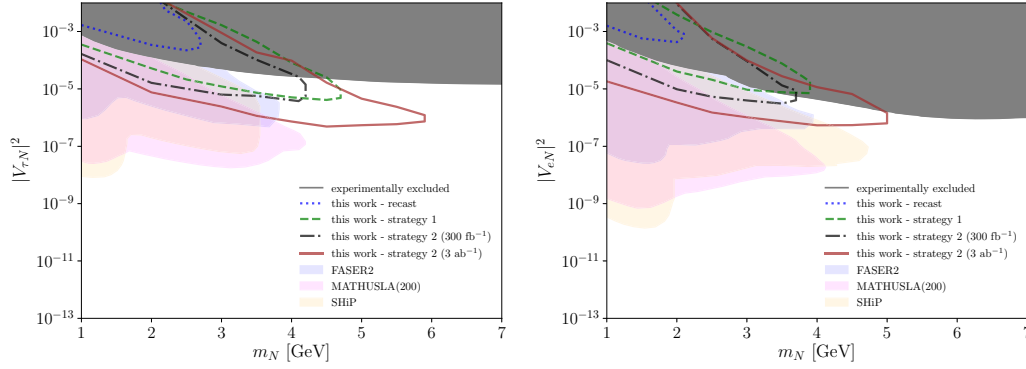 10⁻³
10⁻⁵
10⁻⁷
10⁻⁹
10⁻¹¹
10⁻¹³
|V_{τN}|²
experimentally excluded
this work - recast
this work - strategy 1
this work - strategy 2 (300 fb⁻¹)
this work - strategy 2 (3 ab⁻¹)
FASER2
MATHUSLA(200)
SHiP
1 2 3 4 5 6 7
m_N [GeV]
10⁻³
10⁻⁵
10⁻⁷
10⁻⁹
10⁻¹¹
10⁻¹³
|V_{eN}|²
experimentally excluded
this work - recast
this work - strategy 1
this work - strategy 2 (300 fb⁻¹)
this work - strategy 2 (3 ab⁻¹)
FASER2
MATHUSLA(200)
SHiP
1 2 3 4 5 6 7
m_N [GeV]